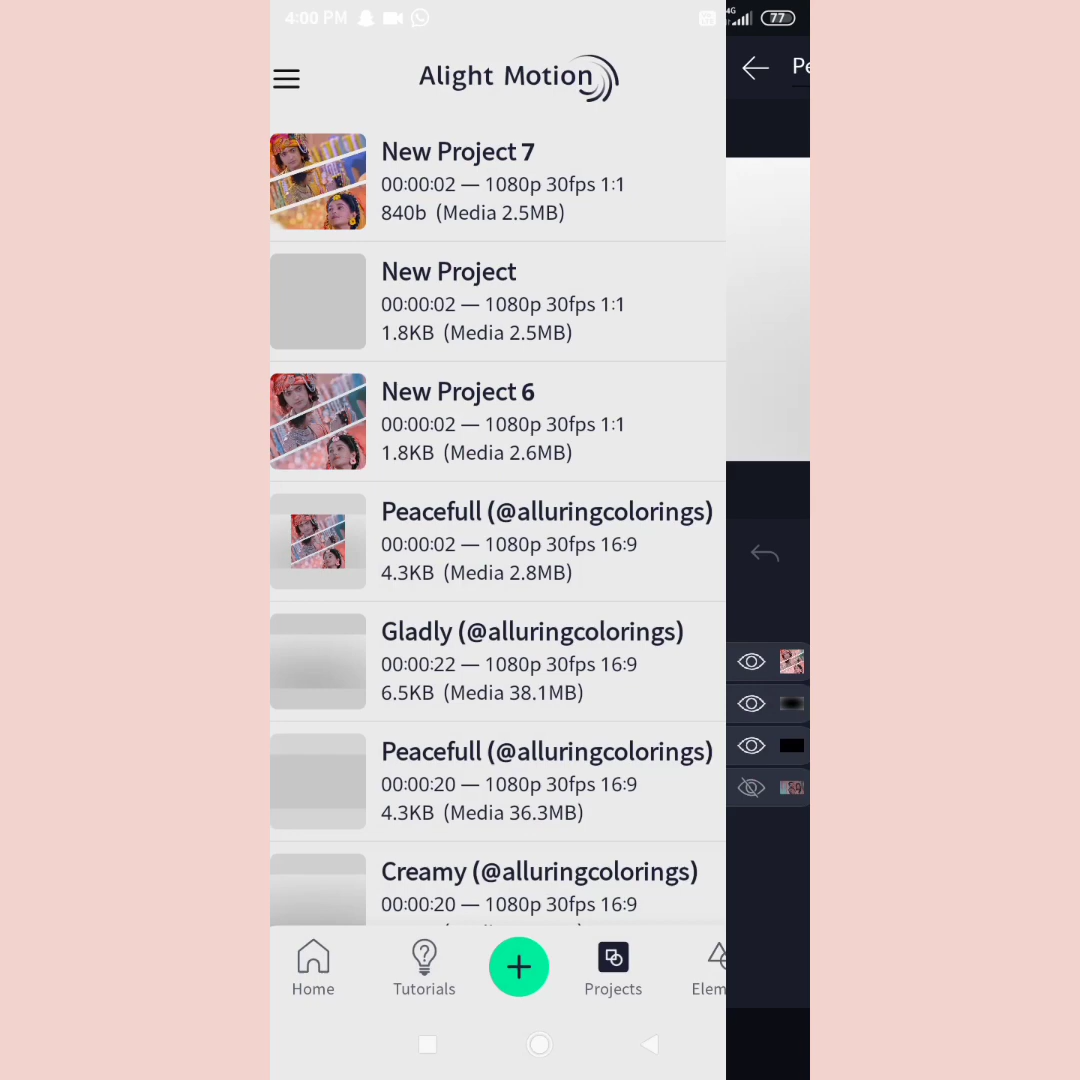 4:00 PM
4G
77
Alight Motion
New Project 7
00:00:02 — 1080p 30fps 1:1
840b (Media 2.5MB)
New Project
00:00:02 — 1080p 30fps 1:1
1.8KB (Media 2.5MB)
New Project 6
00:00:02 — 1080p 30fps 1:1
1.8KB (Media 2.6MB)
Peacefull (@alluringcolorings)
00:00:02 — 1080p 30fps 16:9
4.3KB (Media 2.8MB)
Gladly (@alluringcolorings)
00:00:22 — 1080p 30fps 16:9
6.5KB (Media 38.1MB)
Peacefull (@alluringcolorings)
00:00:20 — 1080p 30fps 16:9
4.3KB (Media 36.3MB)
Creamy (@alluringcolorings)
00:00:20 — 1080p 30fps 16:9
Home
Tutorials
Projects
Elem
Pe